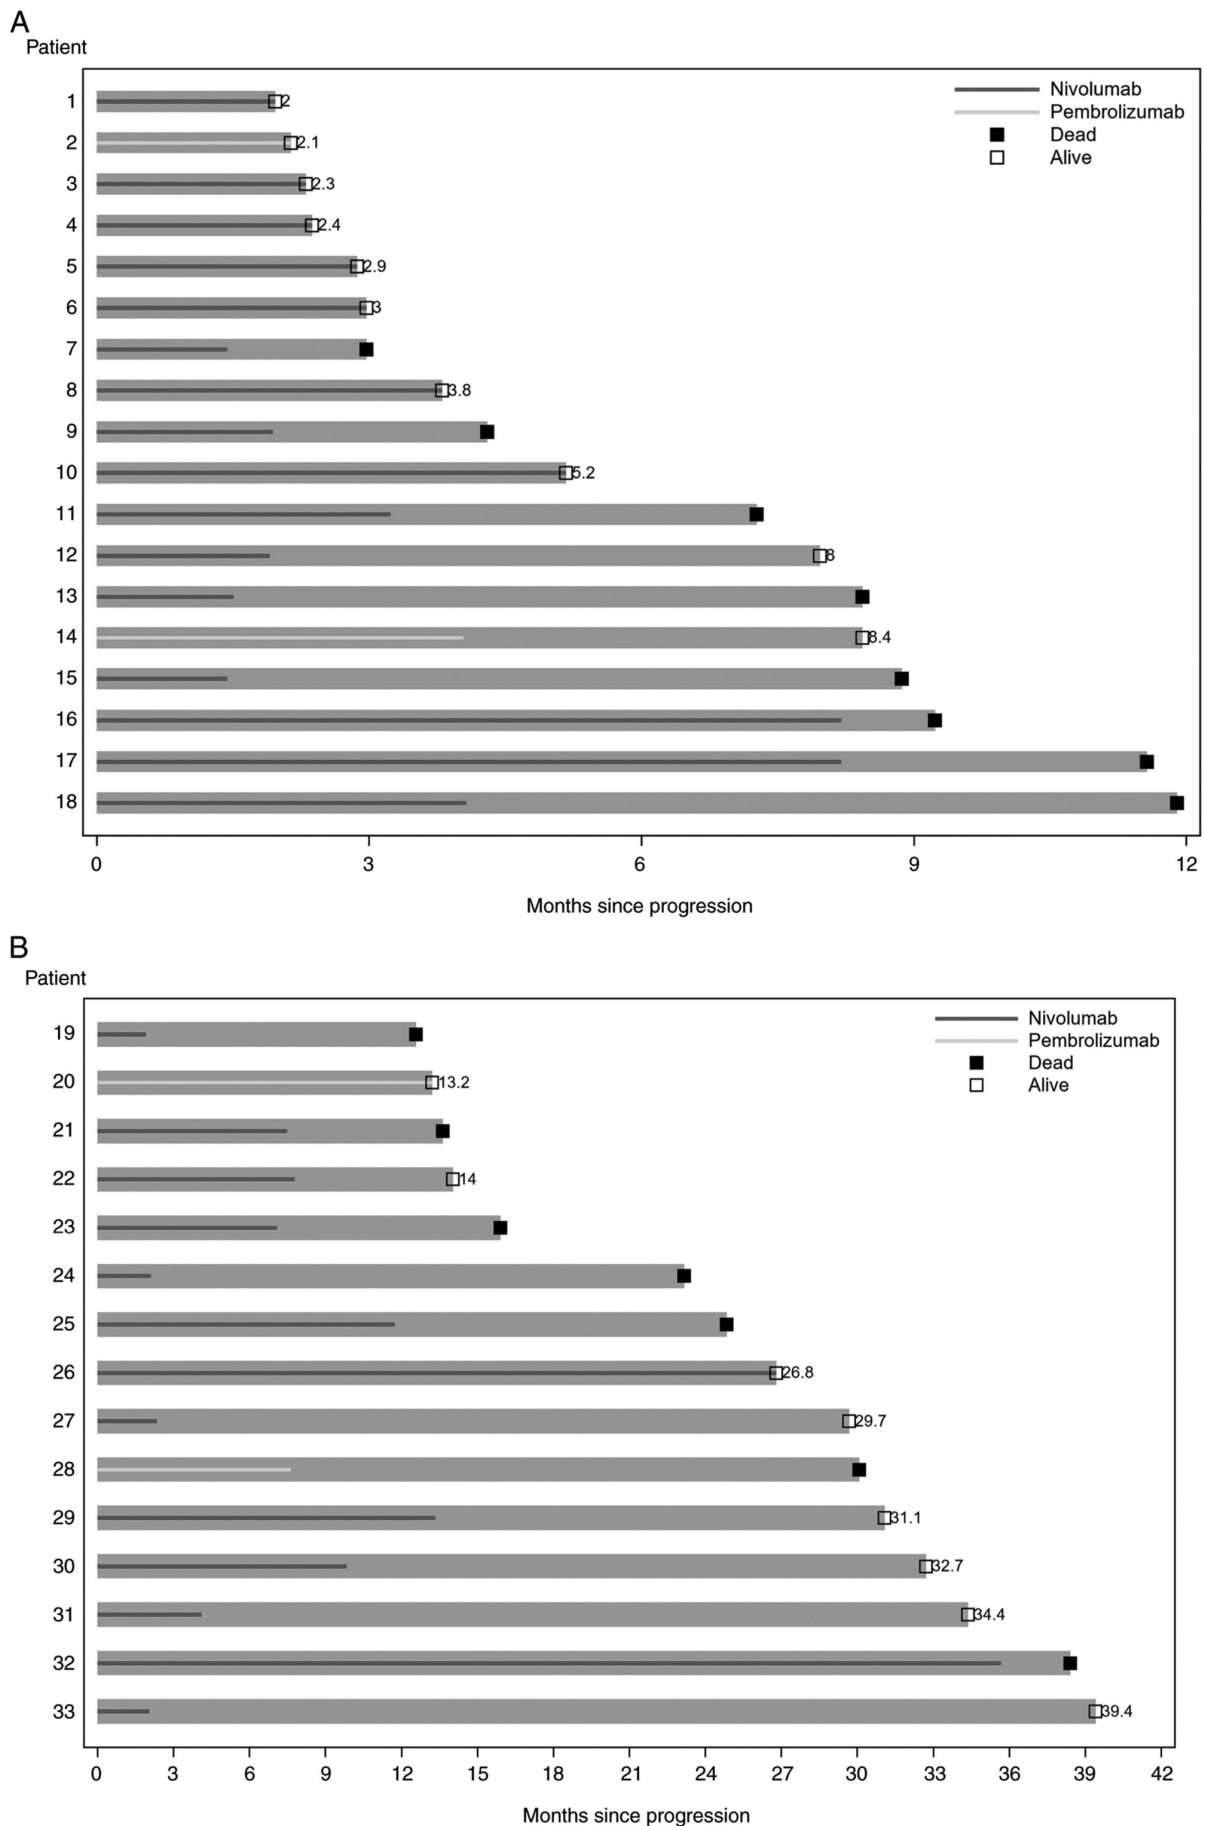 A
Patient
Nivolumab
Pembrolizumab
Dead
Alive
1 2
2 2.1
3 2.3
4 2.4
5 2.9
6 3
7
8 3.8
9
10 5.2
11
12 8
13
14 8.4
15
16
17
18
0 3 6 9 12
Months since progression
B
Patient
Nivolumab
Pembrolizumab
Dead
Alive
19
20 13.2
21
22 14
23
24
25
26 26.8
27 29.7
28
29 31.1
30 32.7
31 34.4
32
33 39.4
0 3 6 9 12 15 18 21 24 27 30 33 36 39 42
Months since progression